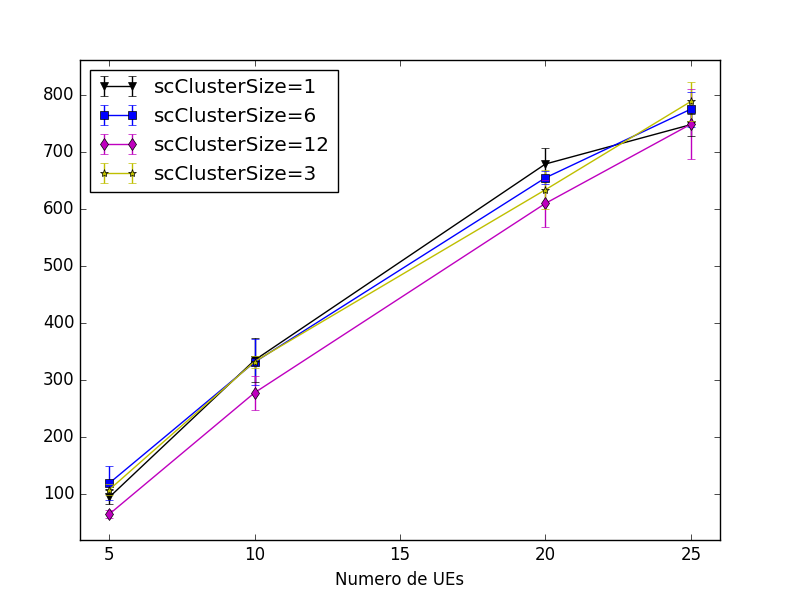 scClusterSize=1
scClusterSize=6
scClusterSize=12
scClusterSize=3
800
700
600
500
400
300
200
100
5 10 15 20 25
Numero de UEs